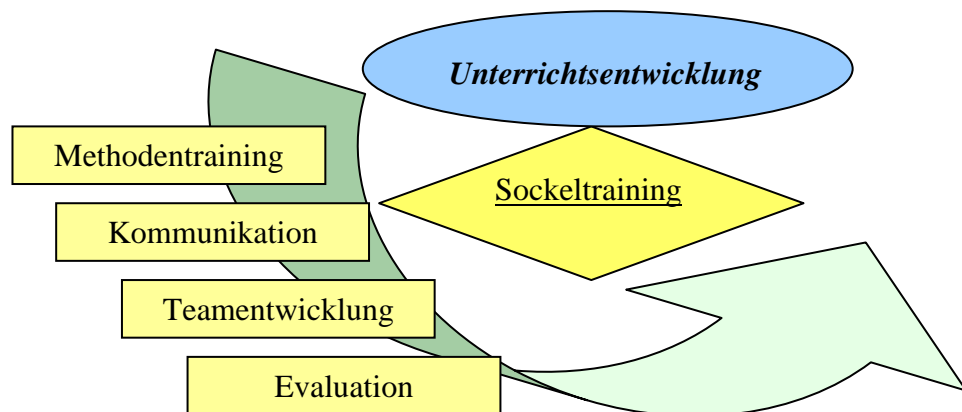 Unterrichtsentwicklung
Methodentraining
Sockeltraining
Kommunikation
Teamentwicklung
Evaluation